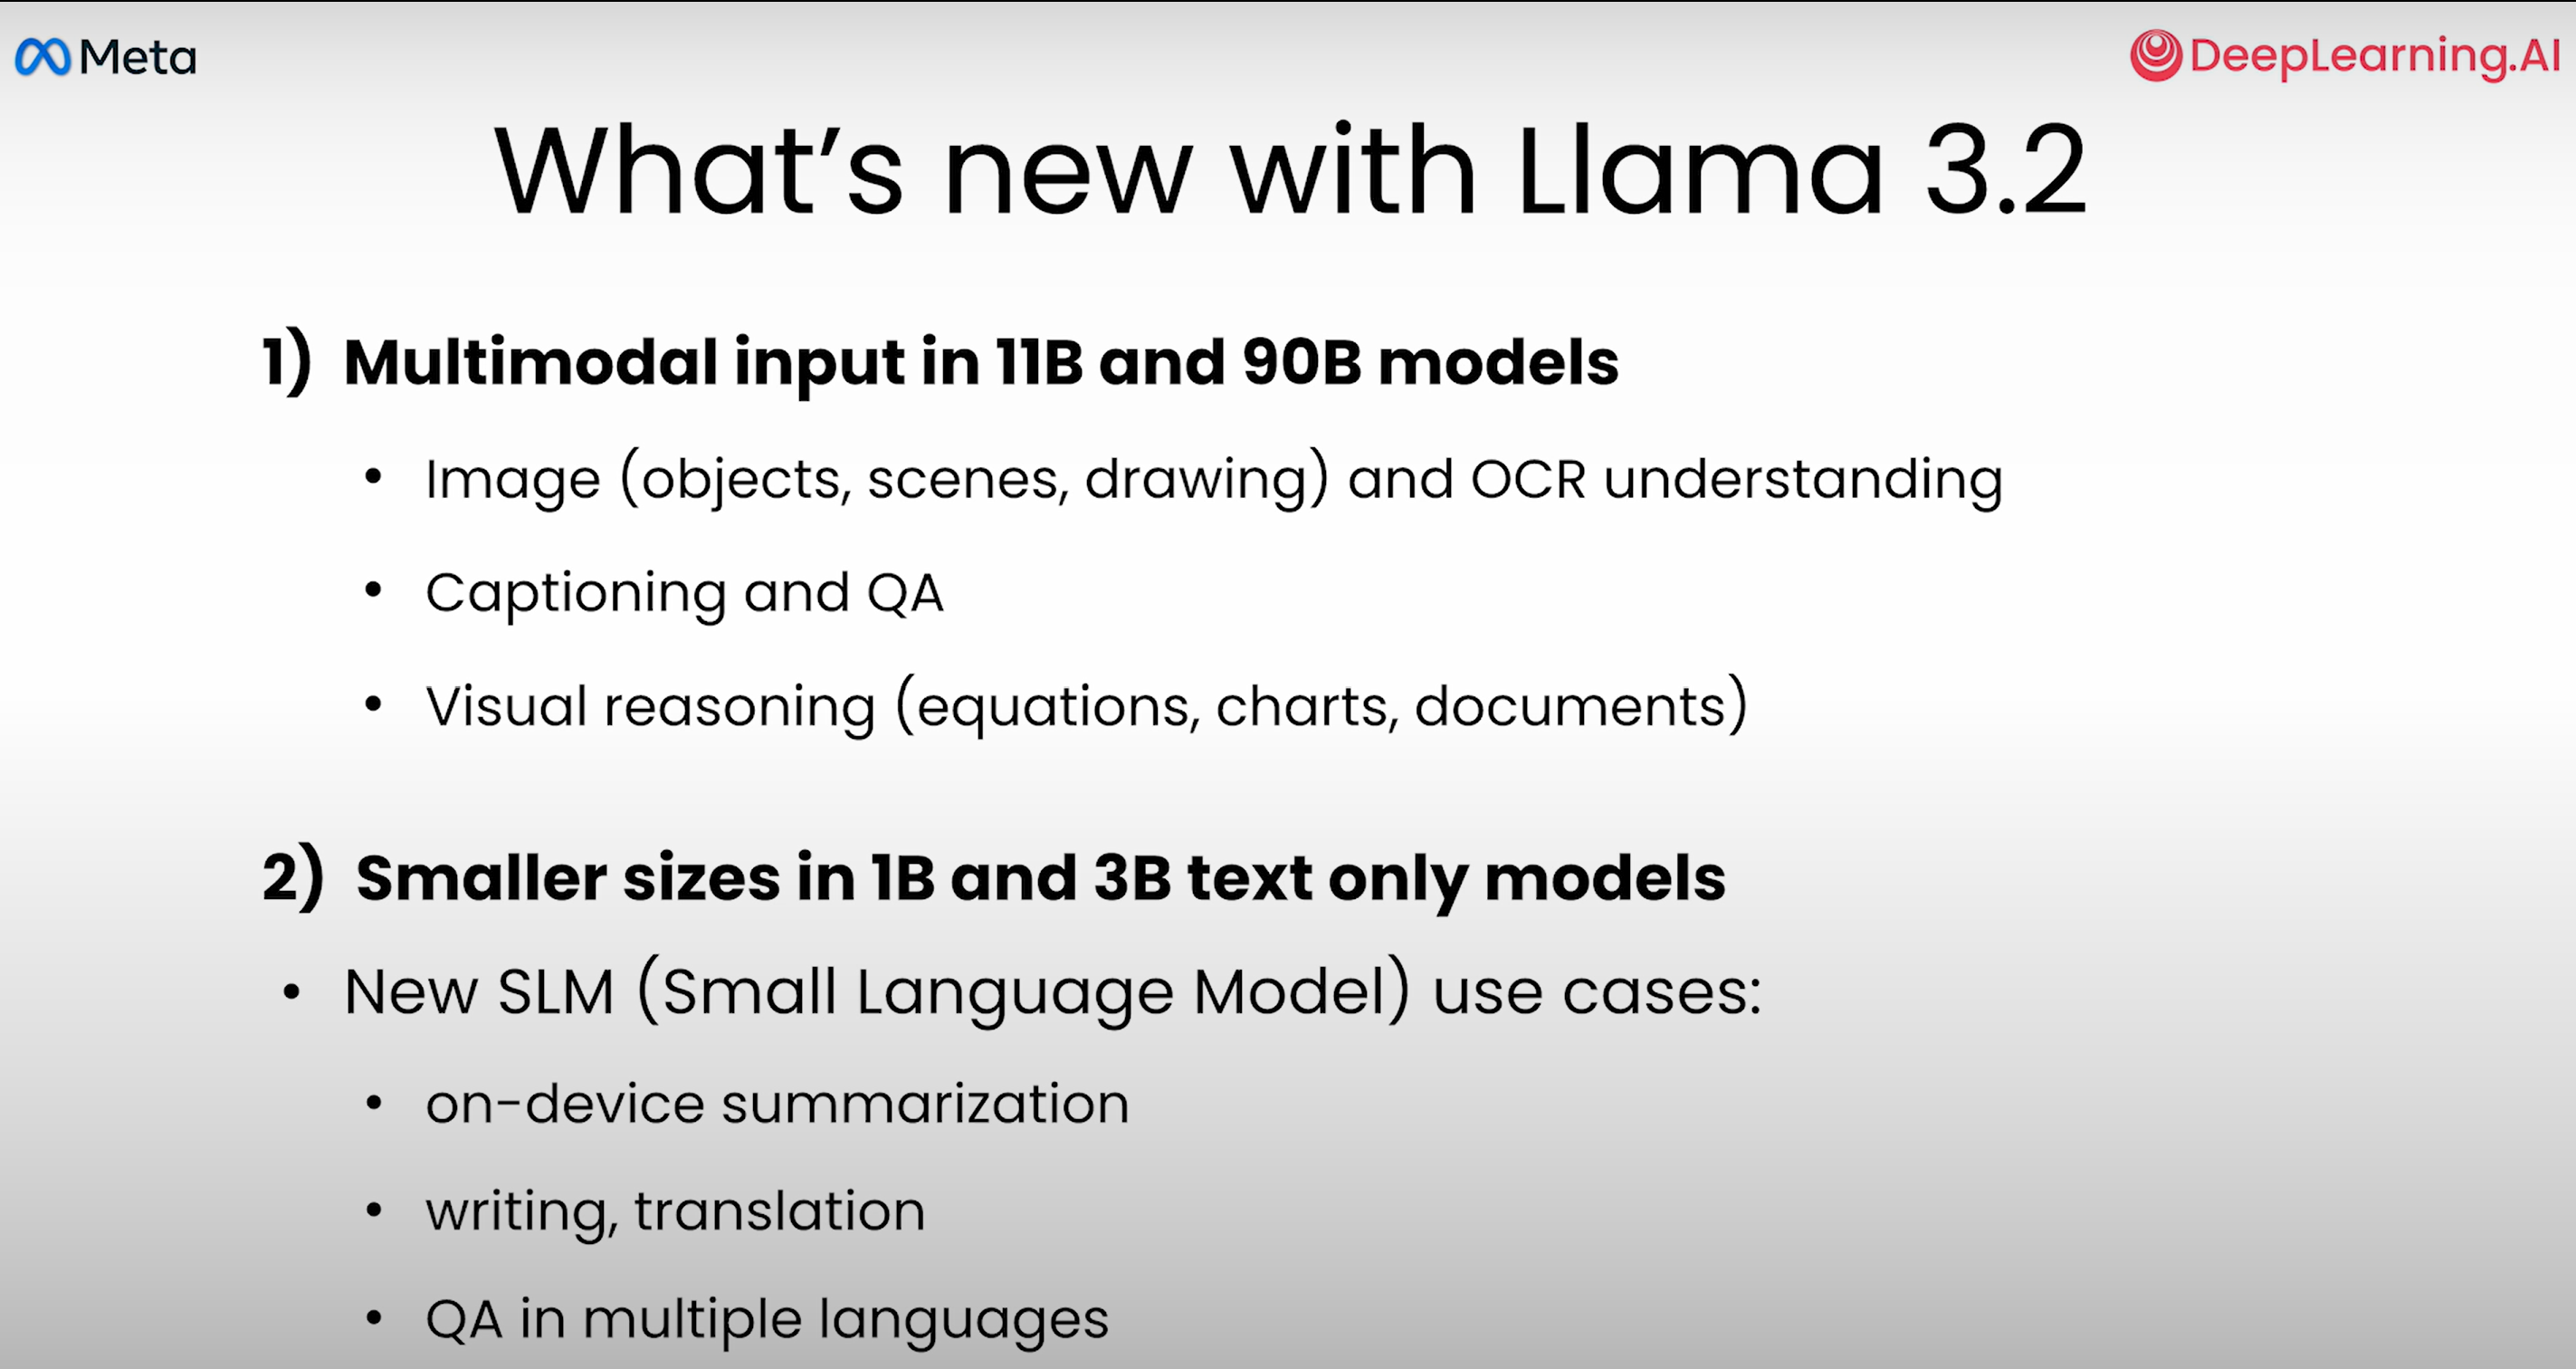 Meta
DeepLearning.AI
What's new with Llama 3.2
1) Multimodal input in 11B and 90B models
• Image (objects, scenes, drawing) and OCR understanding
• Captioning and QA
• Visual reasoning (equations, charts, documents)
2) Smaller sizes in 1B and 3B text only models
• New SLM (Small Language Model) use cases:
• on-device summarization
• writing, translation
• QA in multiple languages